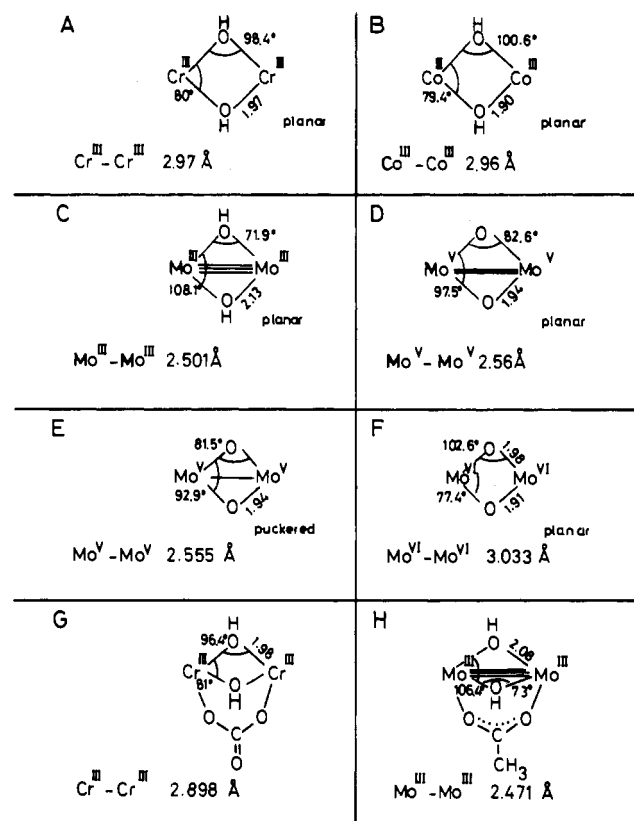 A
H
O
98.4°
Cr III
Cr III
80°
O
H
1.97
planar
Cr III – Cr III 2.97 Å
B
H
O
100.6°
Co III
Co III
79.4°
O
H
1.90
planar
Co III – Co III 2.96 Å
C
H
O
71.9°
Mo III
Mo III
108.1°
O
H
2.13
planar
Mo III – Mo III 2.501 Å
D
O
82.6°
Mo V
Mo V
97.5°
O
1.94
planar
Mo V – Mo V 2.56 Å
E
81.5°
O
Mo V
Mo V
92.9°
O
1.94
puckered
Mo V – Mo V 2.555 Å
F
102.6°
O
1.98
Mo VI
Mo VI
77.4°
O
1.91
planar
Mo VI – Mo VI 3.033 Å
G
H
96.4°
O
1.98
Cr III
Cr III
81°
O
H
O
O
C
O
Cr III – Cr III 2.898 Å
H
H
O
2.08
Mo III
Mo III
106.4°
O
H
73°
O
O
C
CH3
Mo III – Mo III 2.471 Å